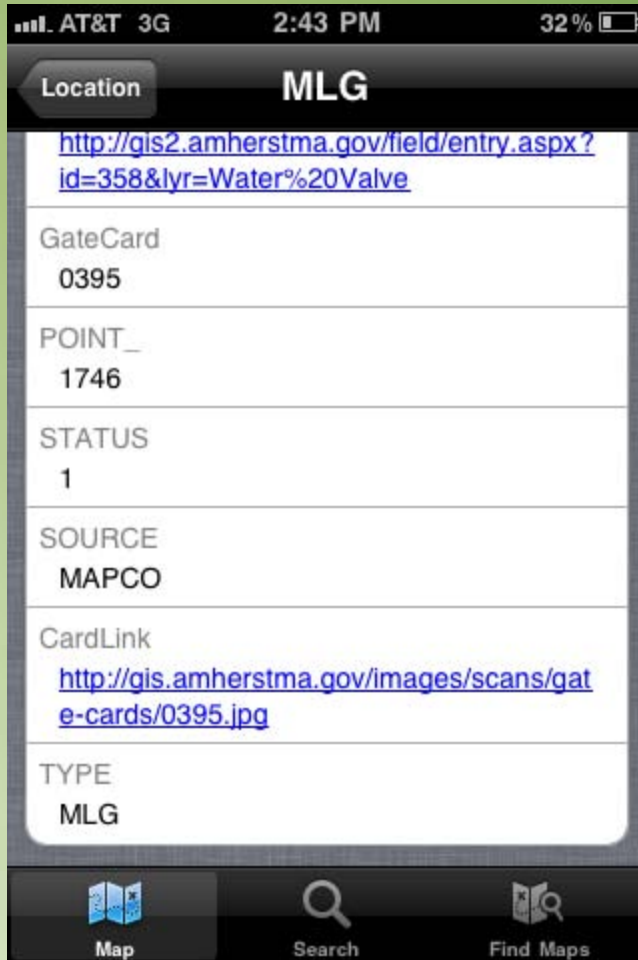 AT&T 3G 2:43 PM 32%
Location MLG
http://gis2.amherstma.gov/field/entry.aspx?
id=358&lyr=Water%20Valve
GateCard
0395
POINT_
1746
STATUS
1
SOURCE
MAPCO
CardLink
http://gis.amherstma.gov/images/scans/gat
e-cards/0395.jpg
TYPE
MLG
Map Search Find Maps